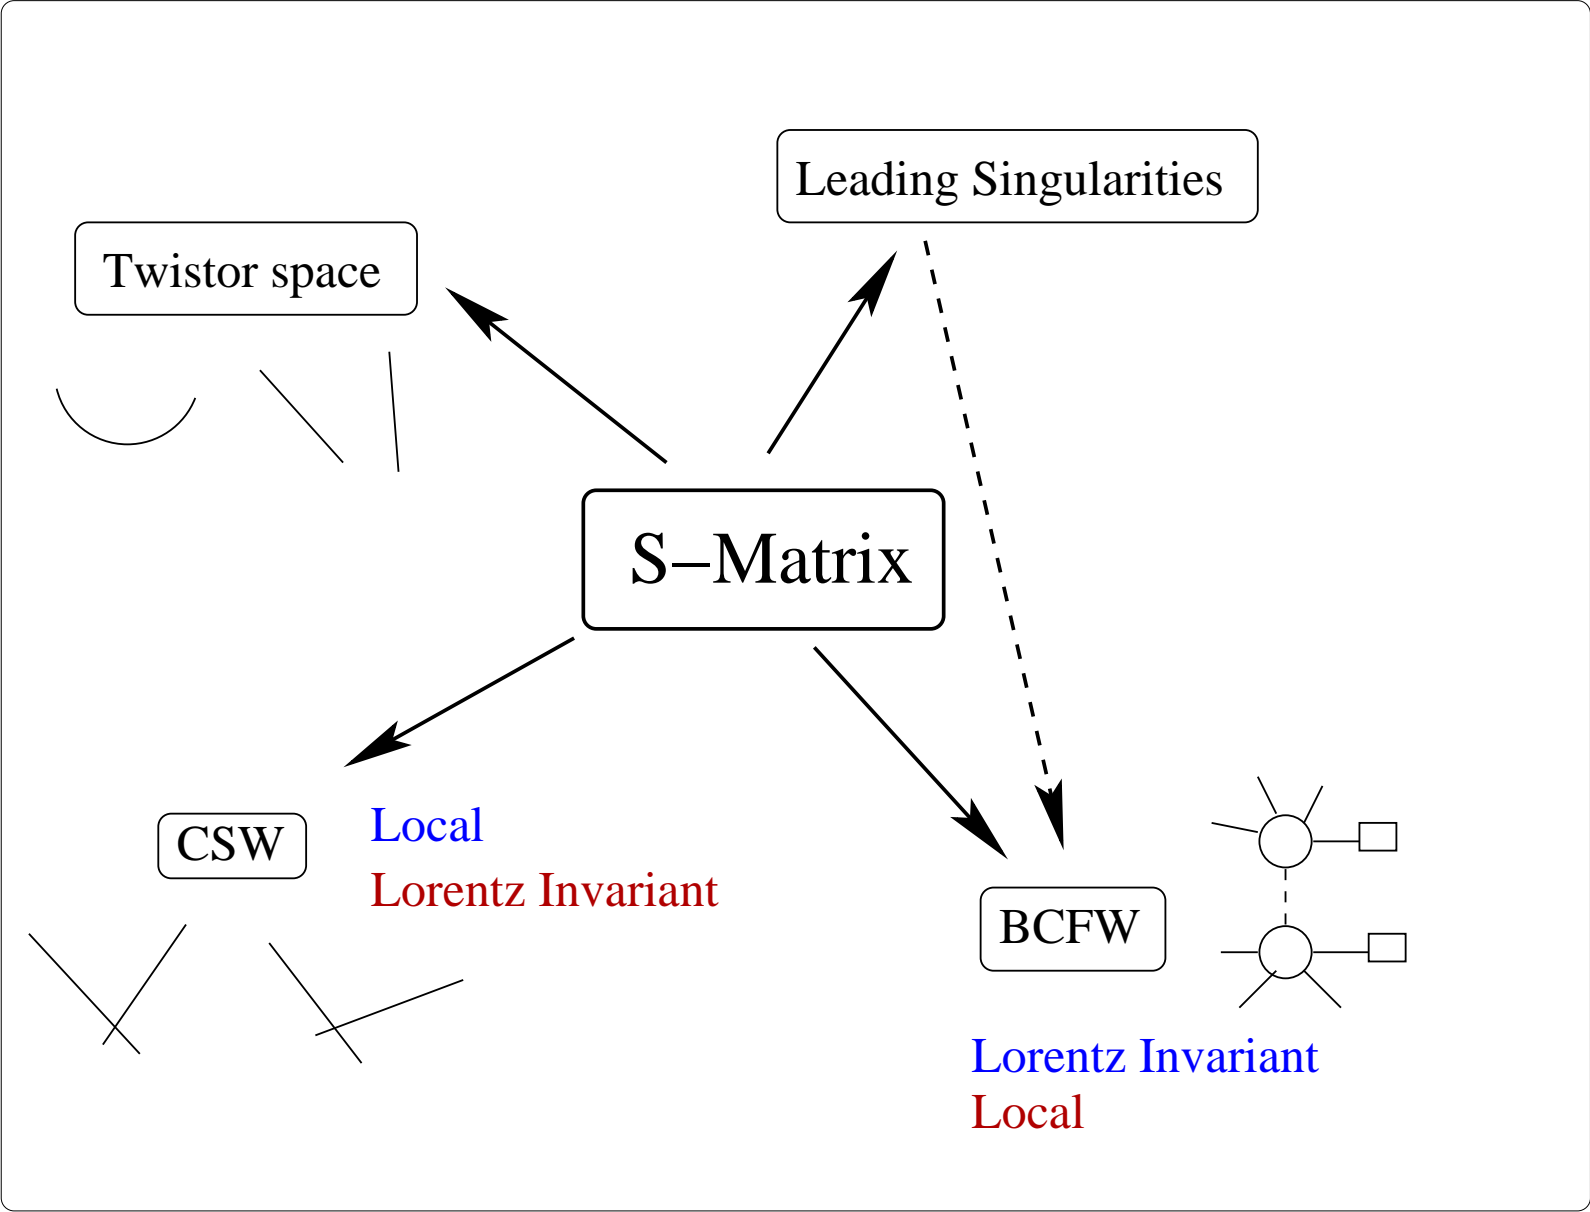 Leading Singularities
Twistor space
S–Matrix
Local
CSW
Lorentz Invariant
BCFW
Lorentz Invariant
Local